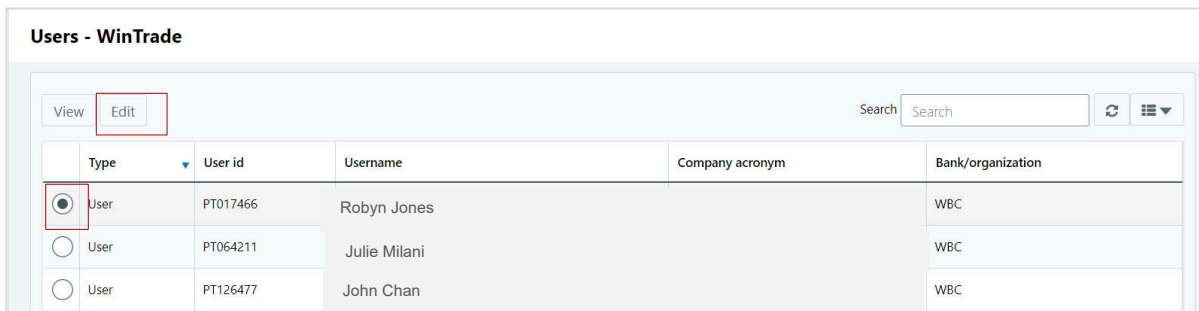 Users - WinTrade
View Edit Search Search
Type User id Username Company acronym Bank/organization
User PT017466 Robyn Jones WBC
User PT064211 Julie Milani WBC
User PT126477 John Chan WBC